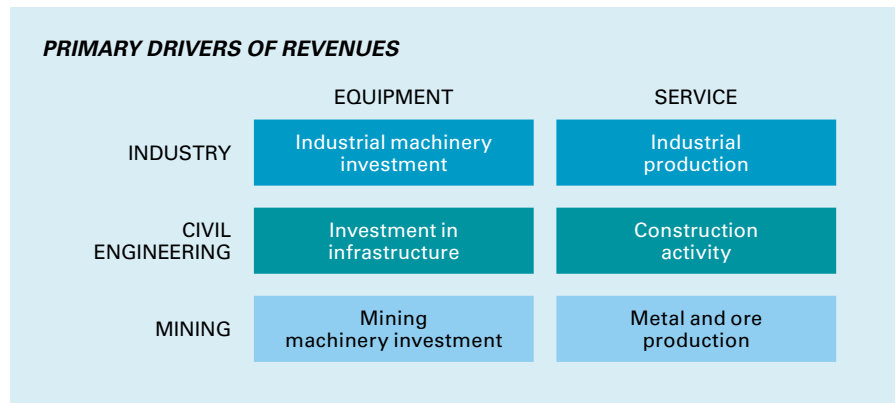 PRIMARY DRIVERS OF REVENUES
EQUIPMENT
SERVICE
INDUSTRY
Industrial machinery
investment
Industrial
production
CIVIL
ENGINEERING
Investment in
infrastructure
Construction
activity
MINING
Mining
machinery investment
Metal and ore
production